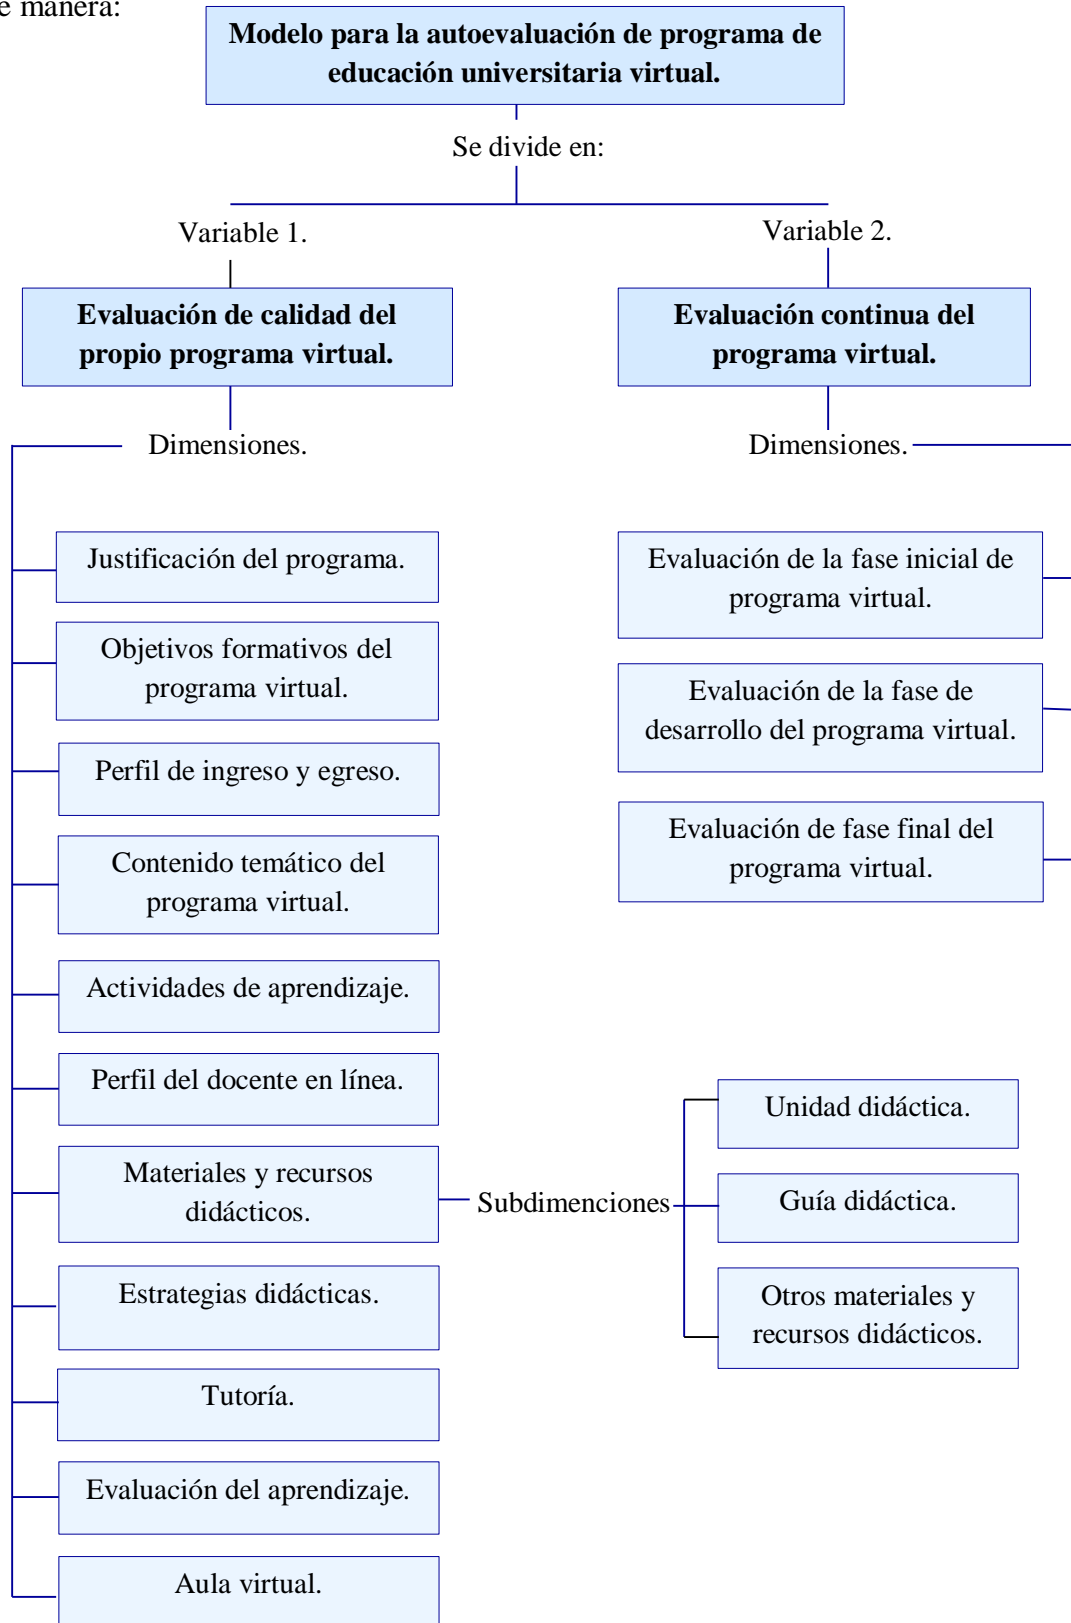 e manera:
Modelo para la autoevaluación de programa de
educación universitaria virtual.
Se divide en:
Variable 1.
Evaluación de calidad del
propio programa virtual.
Dimensiones.
Justificación del programa.
Objetivos formativos del
programa virtual.
Perfil de ingreso y egreso.
Contenido temático del
programa virtual.
Actividades de aprendizaje.
Perfil del docente en línea.
Materiales y recursos
didácticos.
Subdimenciones
Unidad didáctica.
Guía didáctica.
Otros materiales y
recursos didácticos.
Estrategias didácticas.
Tutoría.
Evaluación del aprendizaje.
Aula virtual.
Variable 2.
Evaluación continua del
programa virtual.
Dimensiones.
Evaluación de la fase inicial de
programa virtual.
Evaluación de la fase de
desarrollo del programa virtual.
Evaluación de fase final del
programa virtual.